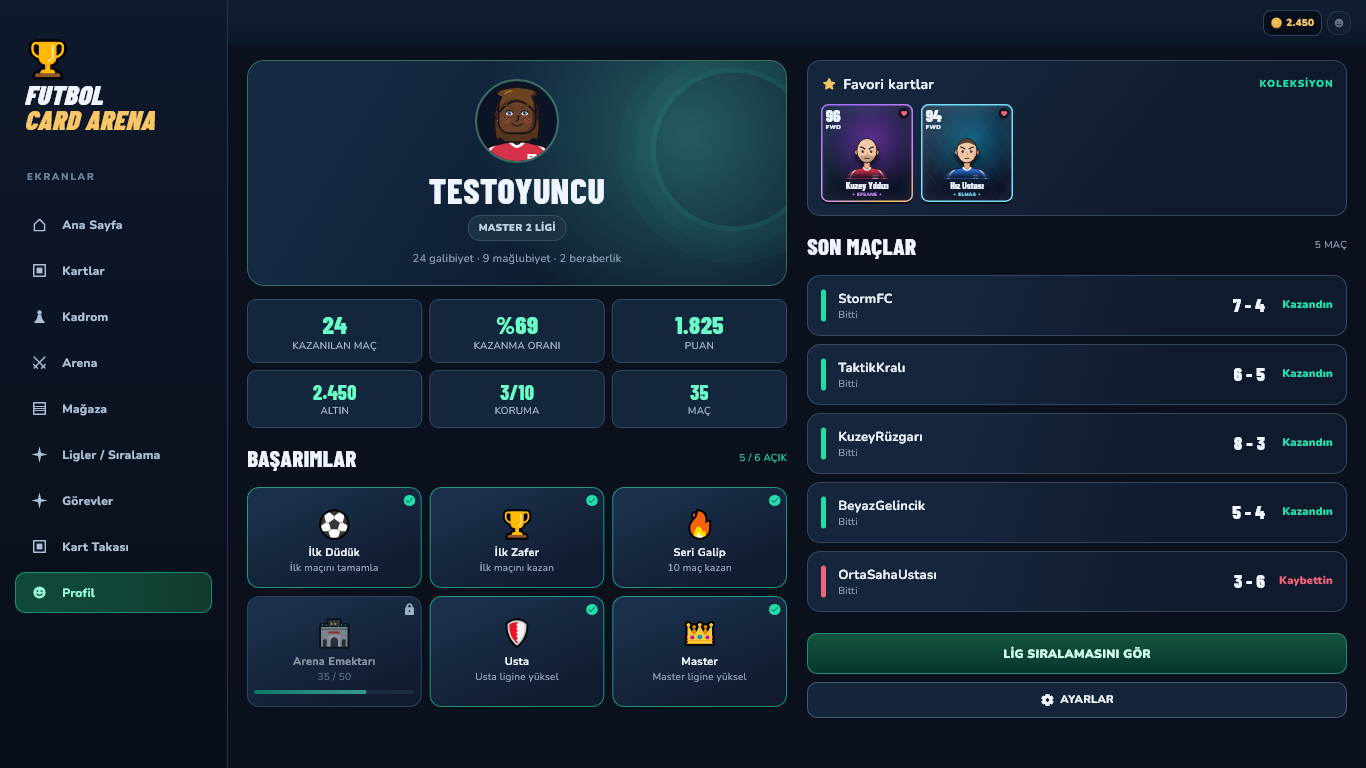 2.450
FUTBOL
CARD ARENA
EKRANLAR
Ana Sayfa
Kartlar
Kadrom
Arena
Mağaza
Ligler / Sıralama
Görevler
Kart Takası
Profil
TESTOYUNCU
MASTER 2 LİGİ
24 galibiyet · 9 mağlubiyet · 2 beraberlik
24
KAZANILAN MAÇ
%69
KAZANMA ORANI
1.825
PUAN
2.450
ALTIN
3/10
KORUMA
35
MAÇ
BAŞARIMLAR
5 / 6 AÇIK
İlk Düdük
İlk maçını tamamla
İlk Zafer
İlk maçını kazan
Seri Galip
10 maç kazan
Arena Emektarı
35 / 50
Usta
Usta ligine yüksel
Master
Master ligine yüksel
Favori kartlar
KOLEKSİYON
96
FWD
Kuzey Yıldızı
• EFSANE •
94
FWD
Hız Ustası
• ELMAS •
SON MAÇLAR
5 MAÇ
StormFC
Bitti
7 - 4
Kazandın
TaktikKralı
Bitti
6 - 5
Kazandın
KuzeyRüzgarı
Bitti
8 - 3
Kazandın
BeyazGelincik
Bitti
5 - 4
Kazandın
OrtaSahaUstası
Bitti
3 - 6
Kaybettin
LİG SIRALAMASINI GÖR
AYARLAR